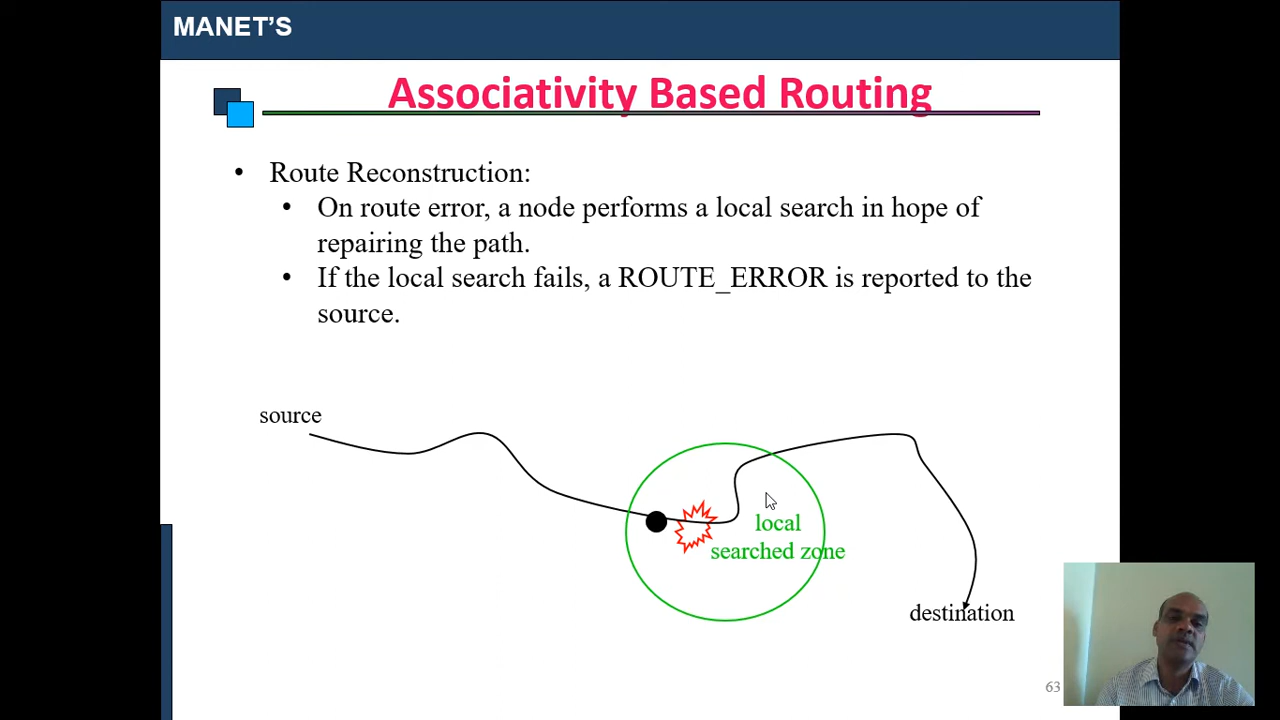 MANET'S
Associativity Based Routing
• Route Reconstruction:
• On route error, a node performs a local search in hope of
repairing the path.
• If the local search fails, a ROUTE_ERROR is reported to the
source.
source
local
searched zone
destination
63